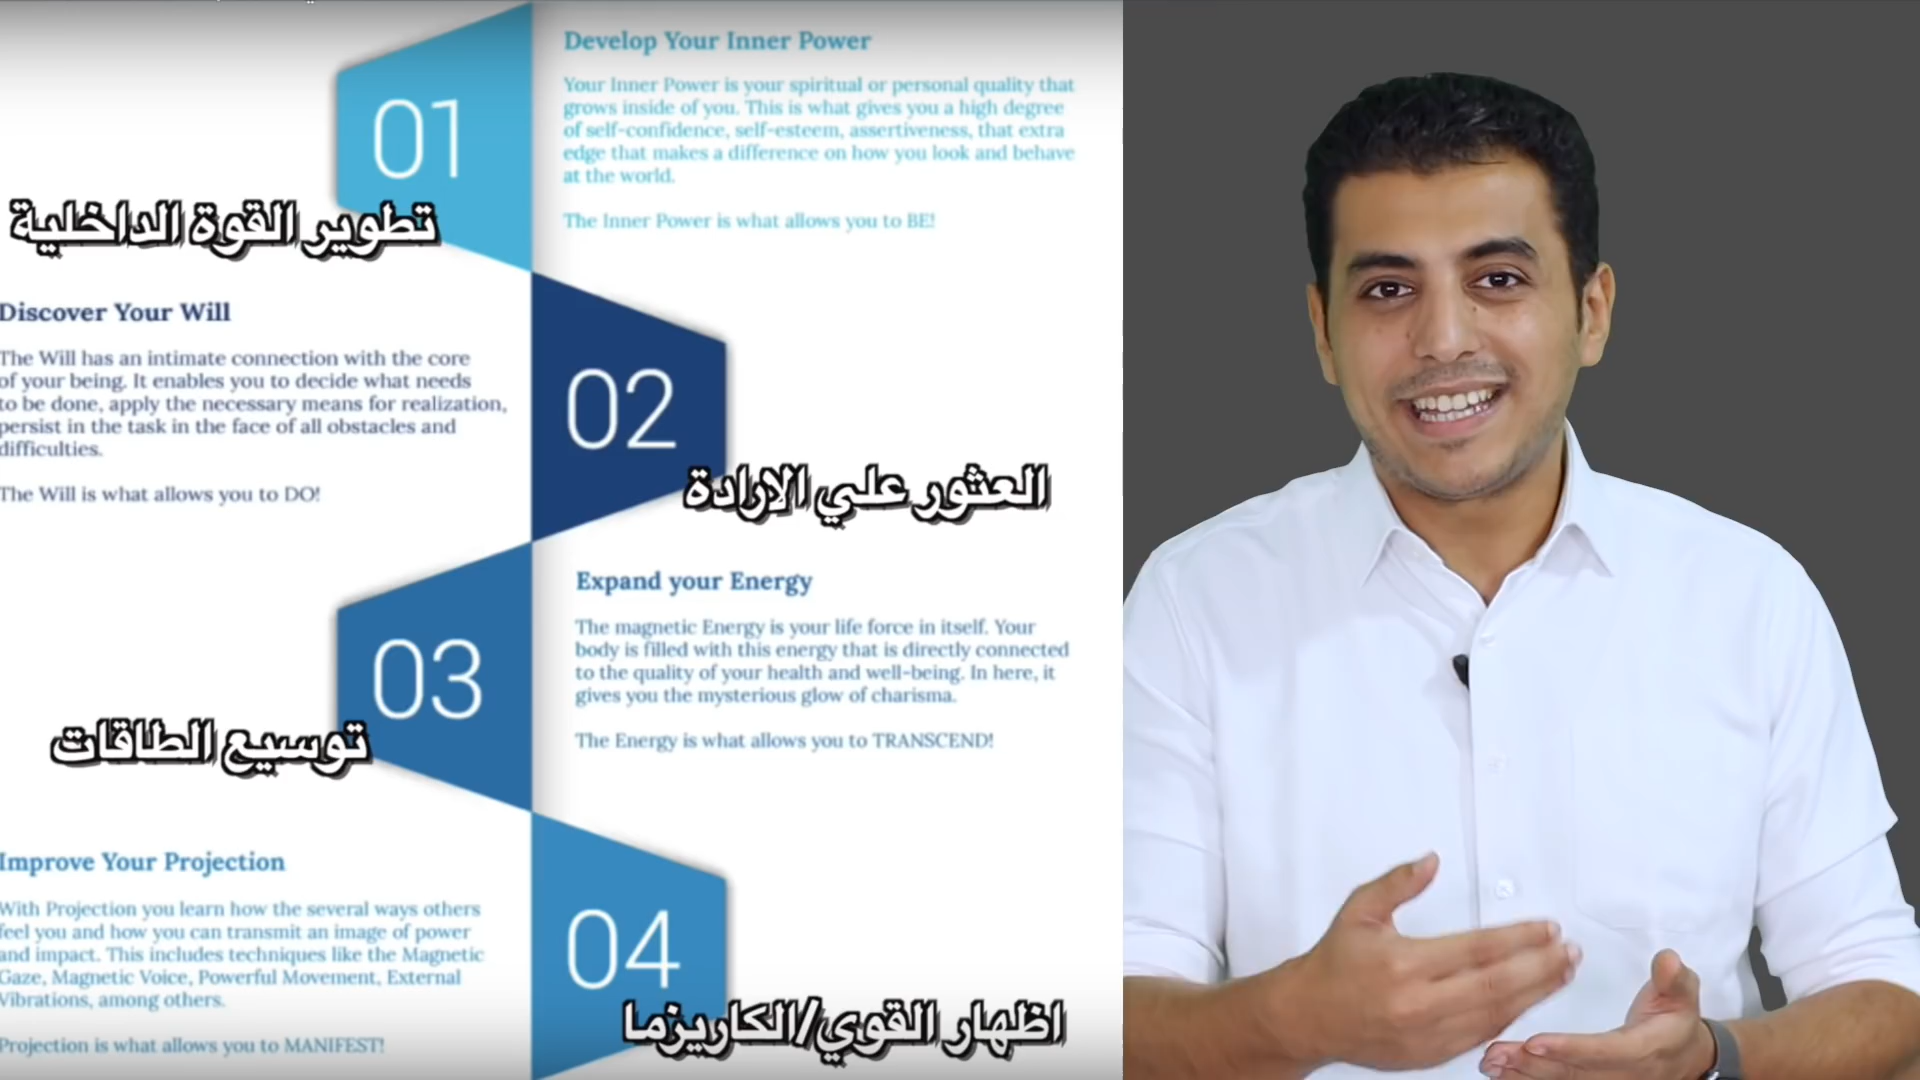 01
Develop Your Inner Power
Your Inner Power is your spiritual or personal quality that
grows inside of you. This is what gives you a high degree
of self-confidence, self-esteem, assertiveness, that extra
edge that makes a difference on how you look and behave
at the world.
The Inner Power is what allows you to BE!
تطوير القوة الداخلية
Discover Your Will
The Will has an intimate connection with the core
of your being. It enables you to decide what needs
to be done, apply the necessary means for realization,
persist in the task in the face of all obstacles and
difficulties.
The Will is what allows you to DO!
02
العثور علي الارادة
03
Expand your Energy
The magnetic Energy is your life force in itself. Your
body is filled with this energy that is directly connected
to the quality of your health and well-being. In here, it
gives you the mysterious glow of charisma.
The Energy is what allows you to TRANSCEND!
توسيع الطاقات
Improve Your Projection
With Projection you learn how the several ways others
feel you and how you can transmit an image of power
and impact. This includes techniques like the Magnetic
Gaze, Magnetic Voice, Powerful Movement, External
Vibrations, among others.
Projection is what allows you to MANIFEST!
04
اظهار القوي/الكاريزما